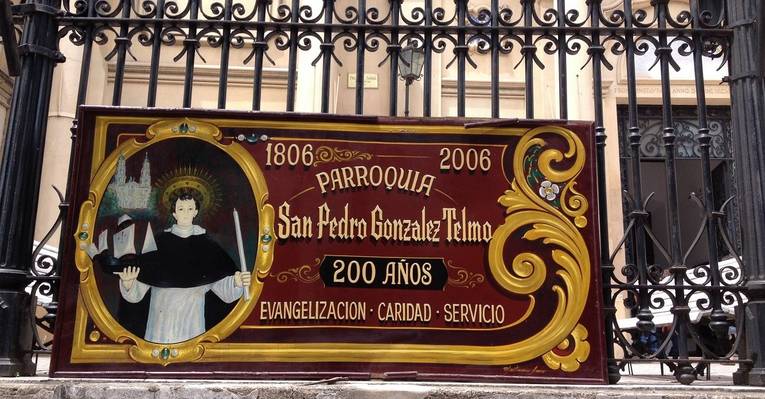 1806 2006
PARROQUIA
San Pedro Gonzalez Telmo
200 AÑOS
EVANGELIZACION · CARIDAD · SERVICIO